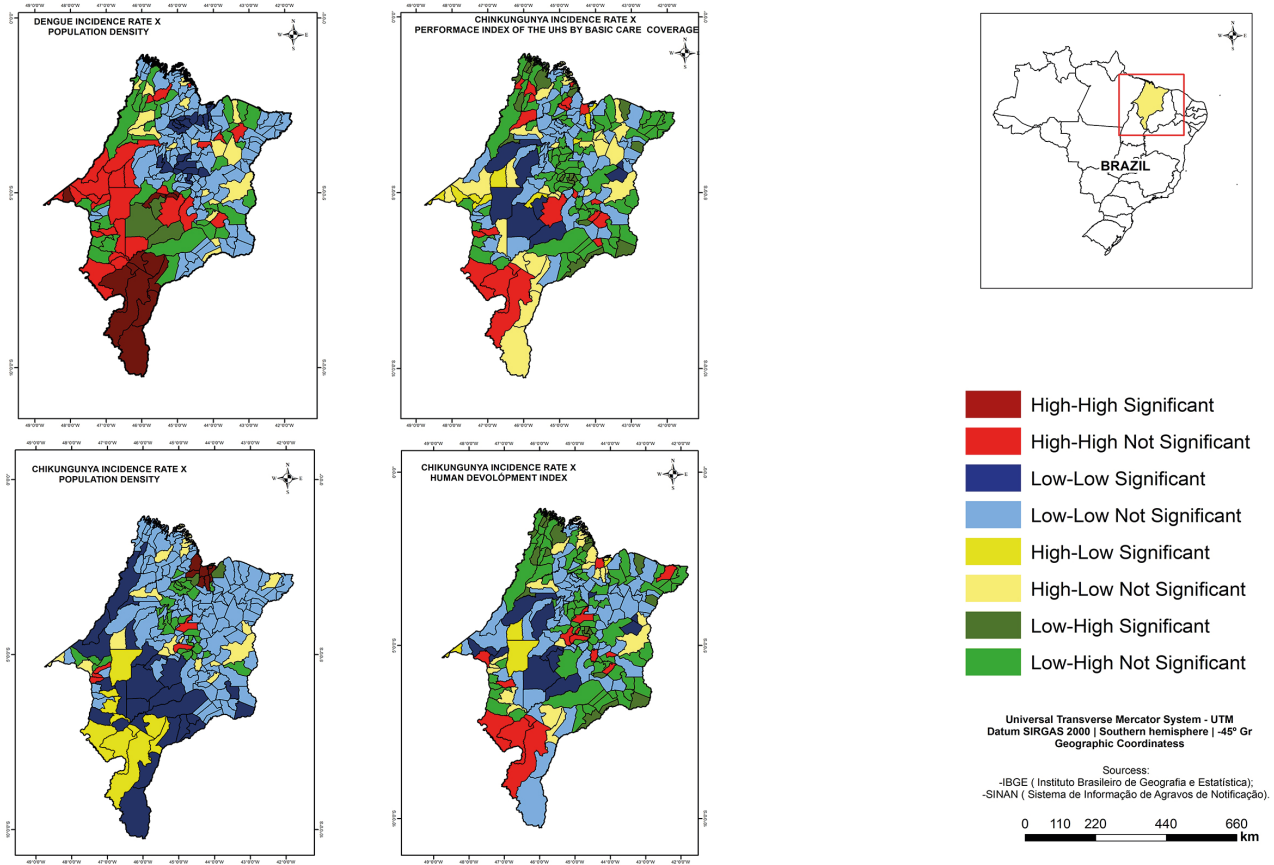 DENGUE INCIDENCE RATE X
POPULATION DENSITY
CHINKUNGUNYA INCIDENCE RATE X
PERFORMACE INDEX OF THE UHS BY BASIC CARE COVERAGE
CHIKUNGUNYA INCIDENCE RATE X
POPULATION DENSITY
CHIKUNGUNYA INCIDENCE RATE X
HUMAN DEVOLÓPMENT INDEX
N
W
E
S
BRAZIL
High-High Significant
High-High Not Significant
Low-Low Significant
Low-Low Not Significant
High-Low Significant
High-Low Not Significant
Low-High Significant
Low-High Not Significant
Universal Transverse Mercator System - UTM
Datum SIRGAS 2000 | Southern hemisphere | -45º Gr
Geographic Coordinatess
Sourcess:
-IBGE ( Instituto Brasileiro de Geografia e Estatística);
-SINAN ( Sistema de Informação de Agravos de Notificação).
0 110 220 440 660
km